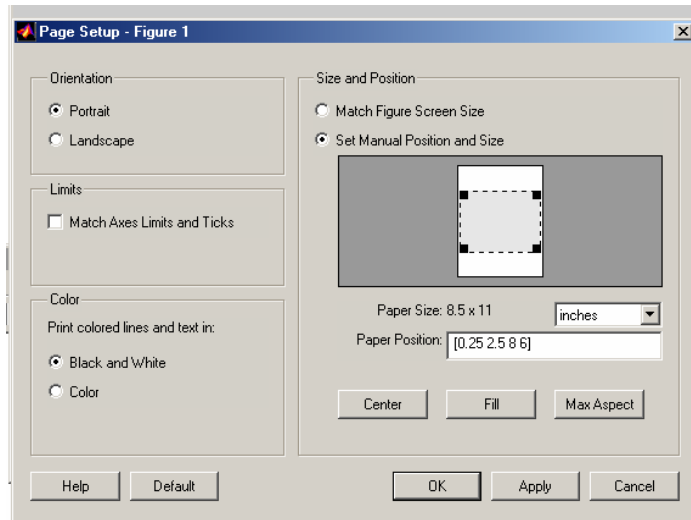 Page Setup - Figure 1
Orientation
Portrait
Landscape
Limits
Match Axes Limits and Ticks
Color
Print colored lines and text in:
Black and White
Color
Size and Position
Match Figure Screen Size
Set Manual Position and Size
Paper Size: 8.5 x 11
inches
Paper Position: [0.25 2.5 8 6]
Center Fill Max Aspect
Help Default OK Apply Cancel